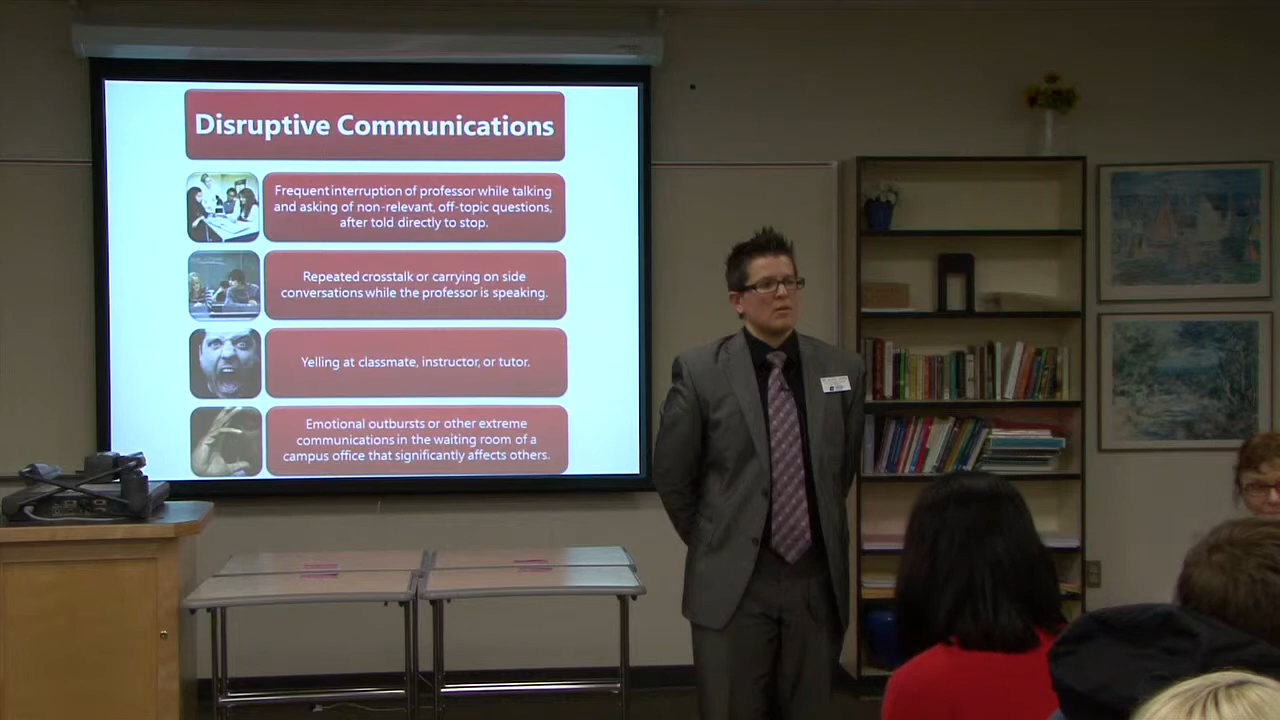 Disruptive Communications
Frequent interruption of professor while talking
and asking of non-relevant, off-topic questions,
after told directly to stop.
Repeated crosstalk or carrying on side
conversations while the professor is speaking.
Yelling at classmate, instructor, or tutor.
Emotional outbursts or other extreme
communications in the waiting room of a
campus office that significantly affects others.